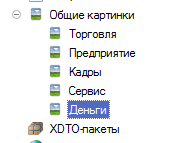 Общие картинки
Торговля
Предприятие
Кадры
Сервис
Деньги
XDTO-пакеты